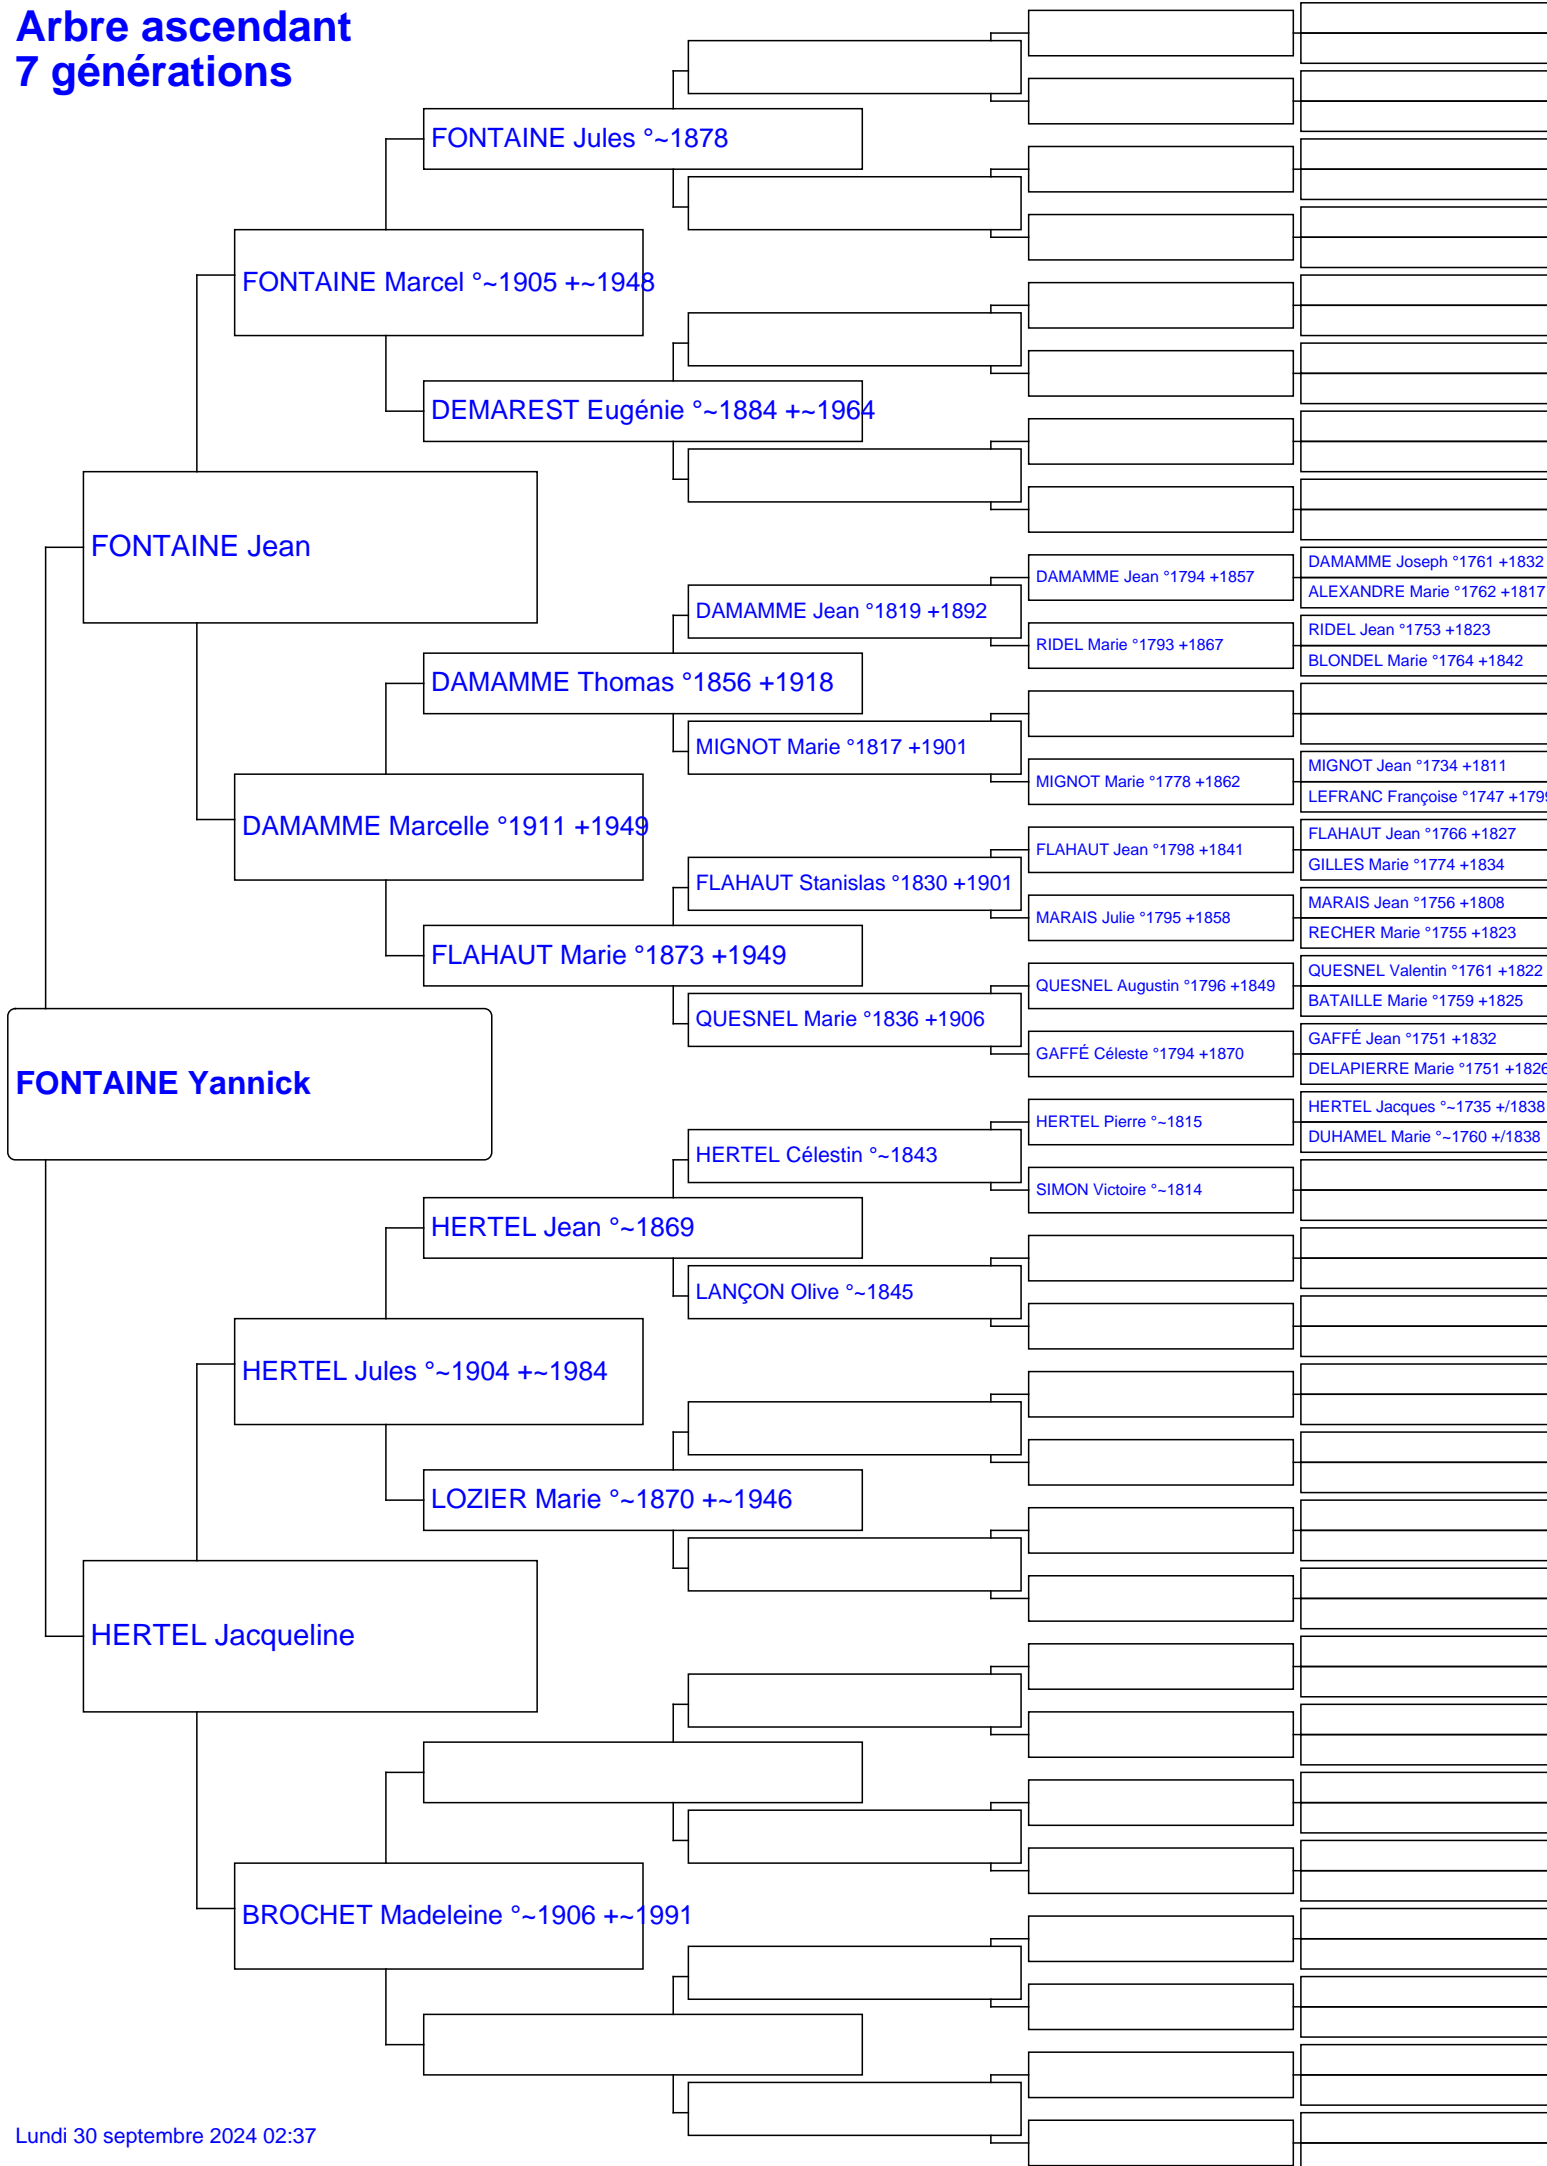 Arbre ascendant
7 générations
FONTAINE Jules °~1878
FONTAINE Marcel °~1905 +~1948
DEMAREST Eugénie °~1884 +~1964
FONTAINE Jean
DAMAMME Joseph °1761 +1832
DAMAMME Jean °1794 +1857
ALEXANDRE Marie °1762 +1817
DAMAMME Jean °1819 +1892
RIDEL Jean °1753 +1823
RIDEL Marie °1793 +1867
BLONDEL Marie °1764 +1842
DAMAMME Thomas °1856 +1918
MIGNOT Marie °1817 +1901
MIGNOT Jean °1734 +1811
MIGNOT Marie °1778 +1862
LEFRANC Françoise °1747 +1799
DAMAMME Marcelle °1911 +1949
FLAHAUT Jean °1766 +1827
FLAHAUT Jean °1798 +1841
GILLES Marie °1774 +1834
FLAHAUT Stanislas °1830 +1901
MARAIS Jean °1756 +1808
MARAIS Julie °1795 +1858
RECHER Marie °1755 +1823
FLAHAUT Marie °1873 +1949
QUESNEL Valentin °1761 +1822
QUESNEL Augustin °1796 +1849
BATAILLE Marie °1759 +1825
QUESNEL Marie °1836 +1906
GAFFÉ Jean °1751 +1832
GAFFÉ Céleste °1794 +1870
DELAPIERRE Marie °1751 +1826
FONTAINE Yannick
HERTEL Jacques °~1735 +/1838
HERTEL Pierre °~1815
DUHAMEL Marie °~1760 +/1838
HERTEL Célestin °~1843
SIMON Victoire °~1814
HERTEL Jean °~1869
LANÇON Olive °~1845
HERTEL Jules °~1904 +~1984
LOZIER Marie °~1870 +~1946
HERTEL Jacqueline
BROCHET Madeleine °~1906 +~1991
Lundi 30 septembre 2024 02:37